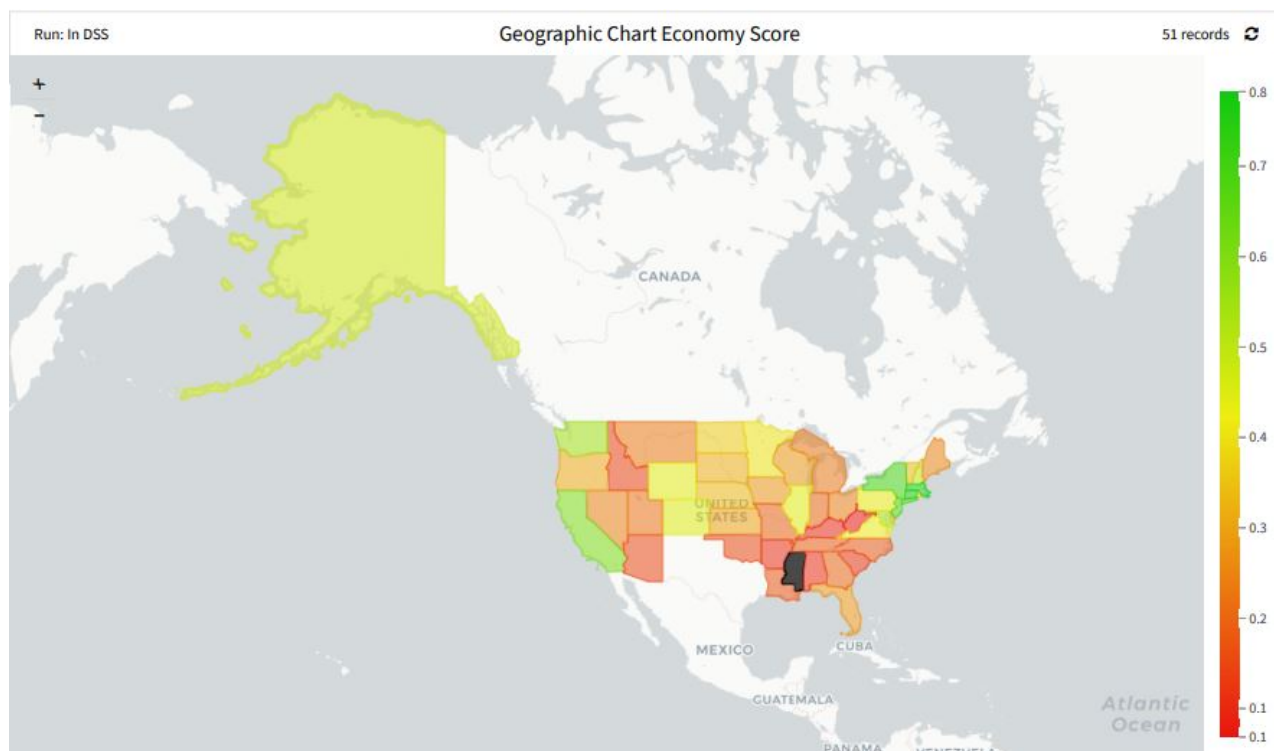 Run: In DSS
Geographic Chart Economy Score
51 records
+
−
0.8
0.7
0.6
0.5
0.4
0.3
0.2
0.1
0.1
CANADA
UNITED
STATES
MEXICO
CUBA
GUATEMALA
Atlantic
Ocean
PANAMA
VENEZUELA